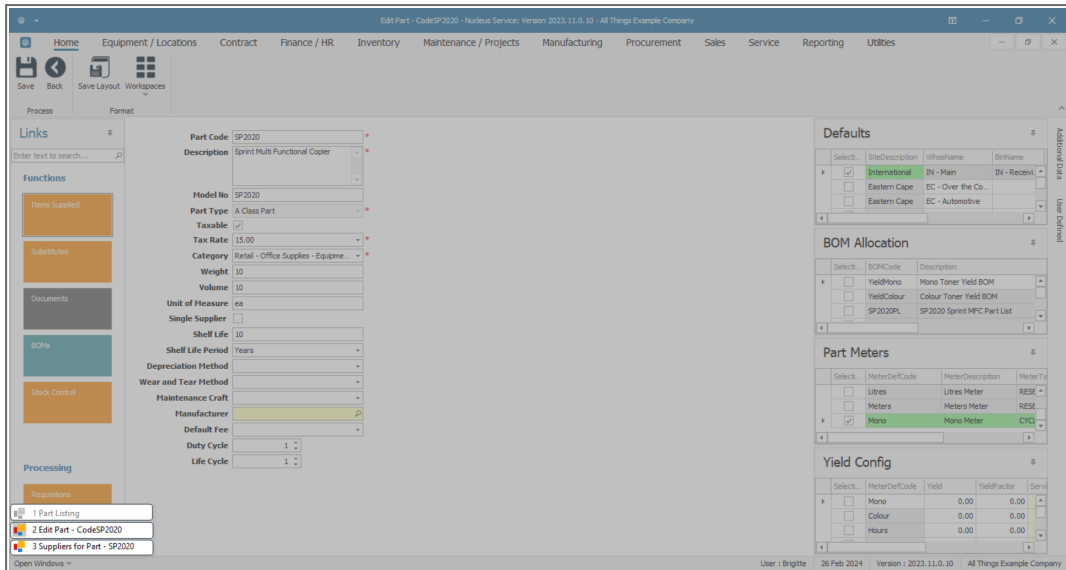 Edit Part - CodeSP2020 - Nucleus Service: Version 2023.11.0.10 - All Things Example Company
Home Equipment / Locations Contract Finance / HR Inventory Maintenance / Projects Manufacturing Procurement Sales Service Reporting Utilities
Save Back Save Layout Workspaces
Process Format
Links
Enter text to search...
Functions
Items Supplied
Substitutes
Documents
BOMs
Stock Control
Processing
Requisitions
Part Code SP2020 *
Description Sprint Multi Functional Copier *
Model No SP2020
Part Type A Class Part *
Taxable
Tax Rate 15.00 *
Category Retail - Office Supplies - Equipme... *
Weight 10
Volume 10
Unit of Measure ea
Single Supplier
Shelf Life 10
Shelf Life Period Years
Depreciation Method
Wear and Tear Method
Maintenance Craft
Manufacturer
Default Fee
Duty Cycle 1
Life Cycle 1
Defaults
Selecti... SiteDescription WhseName BinName
International IN - Main IN - Receivi...
Eastern Cape EC - Over the Co...
Eastern Cape EC - Automotive
BOM Allocation
Selecti... BOMCode Description
YieldMono Mono Toner Yield BOM
YieldColour Colour Toner Yield BOM
SP2020PL SP2020 Sprint MFC Part List
Part Meters
Selecti... MeterDefCode MeterDescription MeterTy
Litres Litres Meter RESE
Meters Meters Meter RESE
Mono Mono Meter CYCL
Yield Config
Selecti... MeterDefCode Yield YieldFactor Servi
Mono 0.00 0.00
Colour 0.00 0.00
Hours 0.00 0.00
Additional Data
User Defined
1 Part Listing
2 Edit Part - CodeSP2020
3 Suppliers for Part - SP2020
Open Windows User : Brigitte 26 Feb 2024 Version : 2023.11.0.10 All Things Example Company